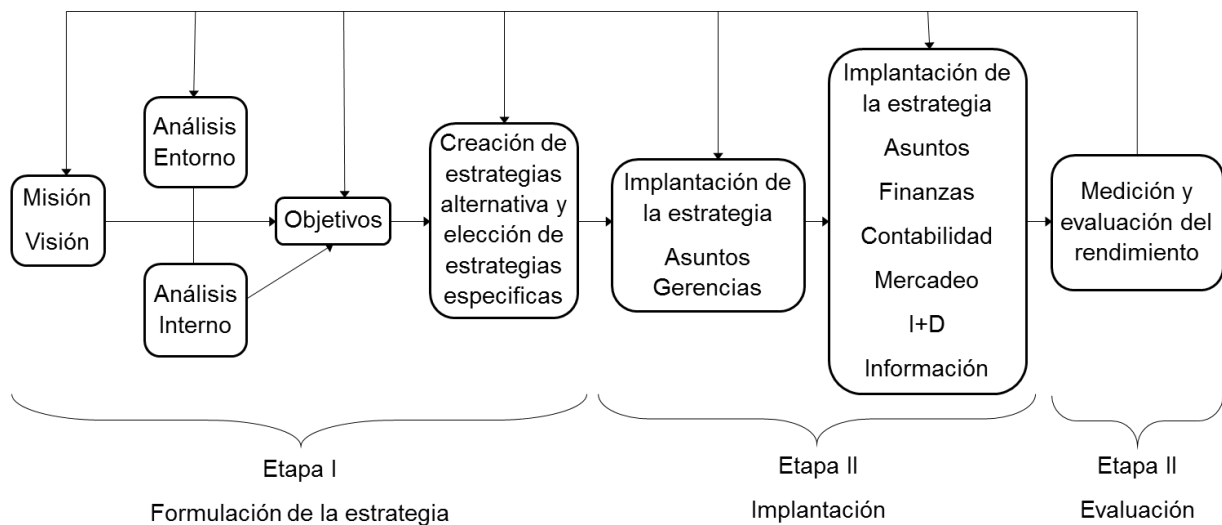 Misión
Visión
Análisis
Entorno
Análisis
Interno
Objetivos
Creación de
estrategias
alternativa y
elección de
estrategias
especificas
Implantación de
la estrategia
Asuntos
Gerencias
Implantación de
la estrategia
Asuntos
Finanzas
Contabilidad
Mercadeo
I+D
Información
Medición y
evaluación del
rendimiento
Etapa I
Formulación de la estrategia
Etapa II
Implantación
Etapa II
Evaluación